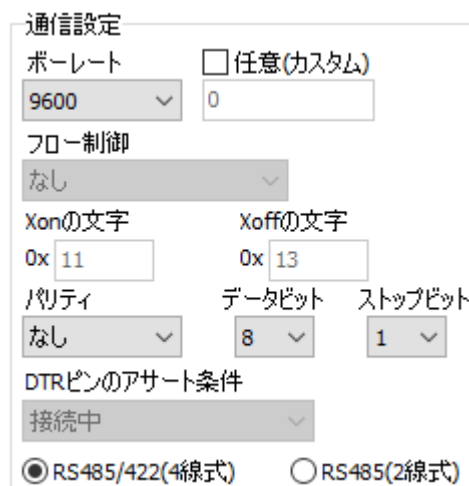 通信設定
ボーレート 任意(カスタム)
9600 0
フロー制御
なし
Xonの文字 Xoffの文字
0x 11 0x 13
パリティ データビット ストップビット
なし 8 1
DTRピンのアサート条件
接続中
RS485/422(4線式) RS485(2線式)